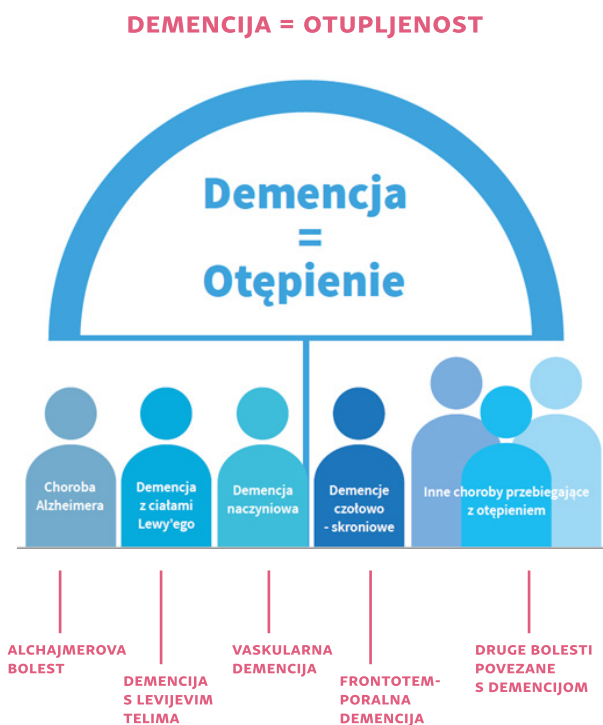 DEMENCIJA = OTUPLJENOST
Demencja
=
Otępienie
Choroba
Alzheimera
Demencja
z ciałami
Lewy'ego
Demencja
naczyniowa
Demencje
czołowo
- skroniowe
Inne choroby przebiegające
z otępieniem
ALCHAJMEROVA
BOLEST
DEMENCIJA
S LEVIJEVIM
TELIMA
VASKULARNA
DEMENCIJA
FRONTOTEM-
PORALNA
DEMENCIJA
DRUGE BOLESTI
POVEZANE
S DEMENCIJOM